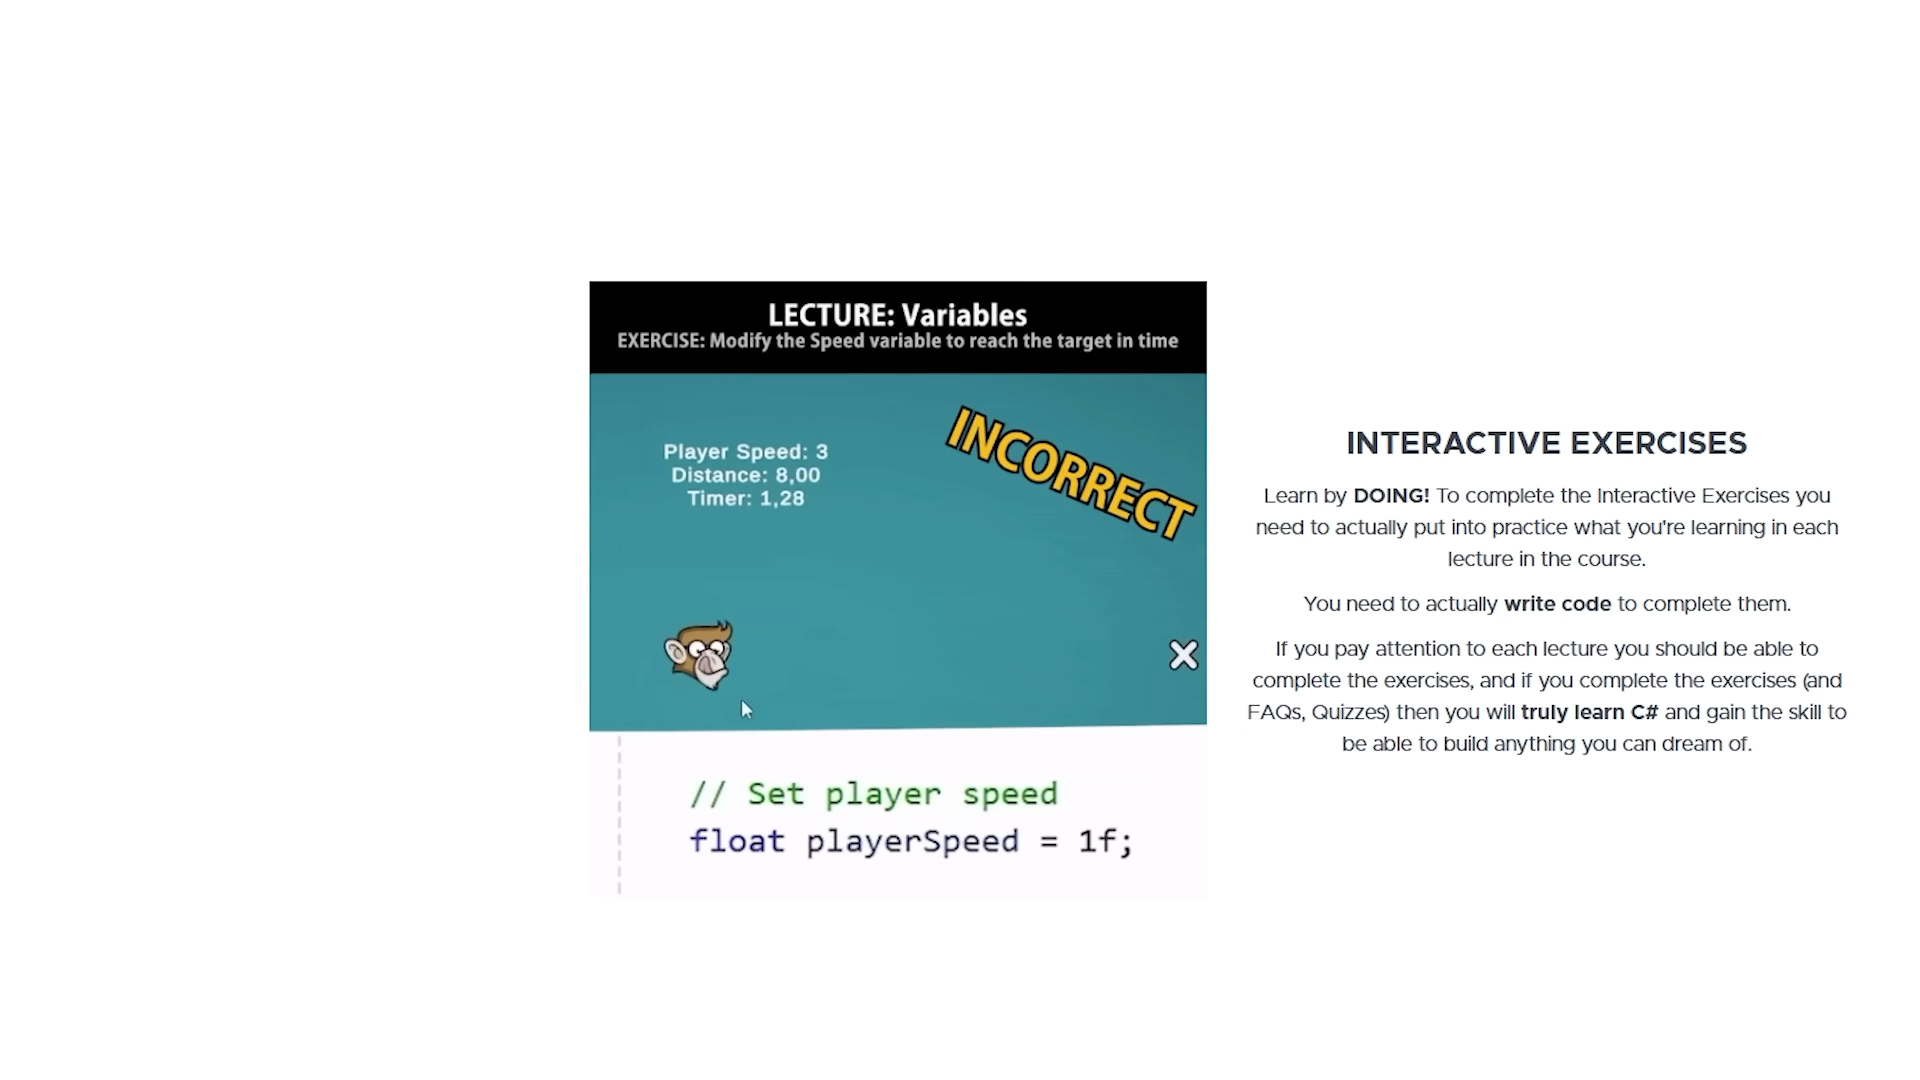 LECTURE: Variables
EXERCISE: Modify the Speed variable to reach the target in time
INCORRECT
Player Speed: 3
Distance: 8,00
Timer: 1,28
// Set player speed
float playerSpeed = 1f;
INTERACTIVE EXERCISES
Learn by DOING! To complete the Interactive Exercises you
need to actually put into practice what you're learning in each
lecture in the course.
You need to actually write code to complete them.
If you pay attention to each lecture you should be able to
complete the exercises, and if you complete the exercises (and
FAQs, Quizzes) then you will truly learn C# and gain the skill to
be able to build anything you can dream of.